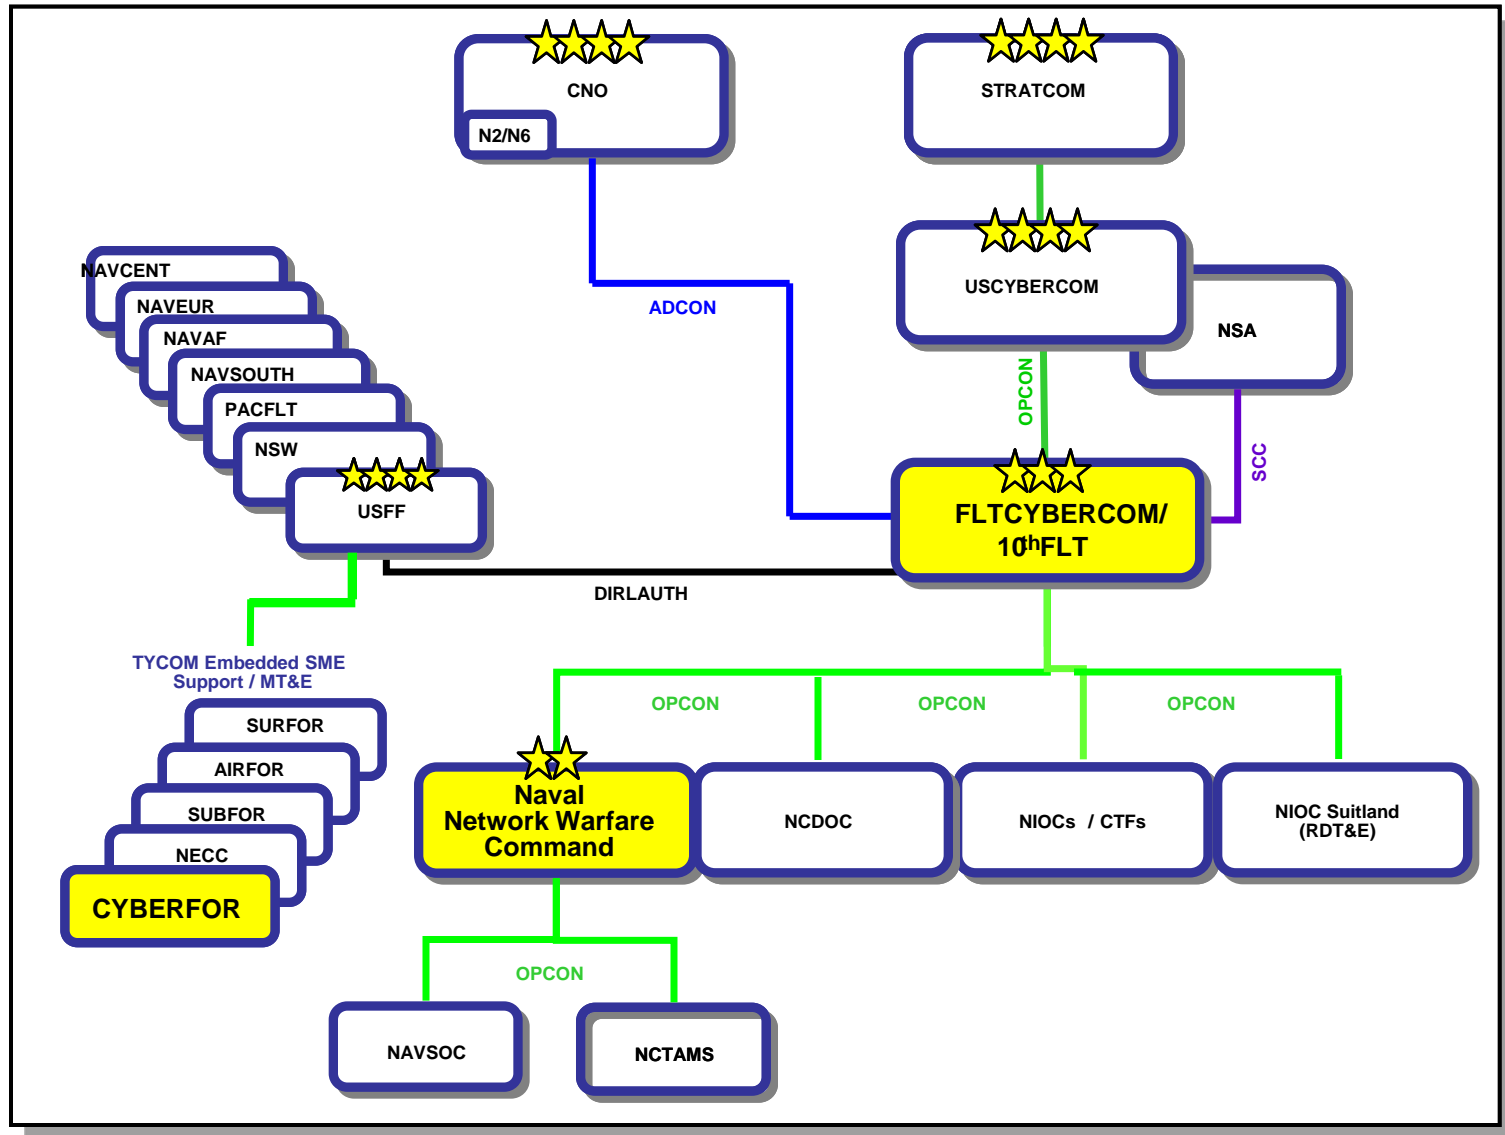 CNO
N2/N6
STRATCOM
USCYBERCOM
NSA
ADCON
OPCON
SCC
NAVCENT
NAVEUR
NAVAF
NAVSOUTH
PACFLT
NSW
USFF
FLTCYBERCOM/
10thFLT
DIRLAUTH
TYCOM Embedded SME
Support / MT&E
SURFOR
AIRFOR
SUBFOR
NECC
CYBERFOR
OPCON
OPCON
OPCON
Naval
Network Warfare
Command
NCDOC
NIOCs / CTFs
NIOC Suitland
(RDT&E)
OPCON
NAVSOC
NCTAMS